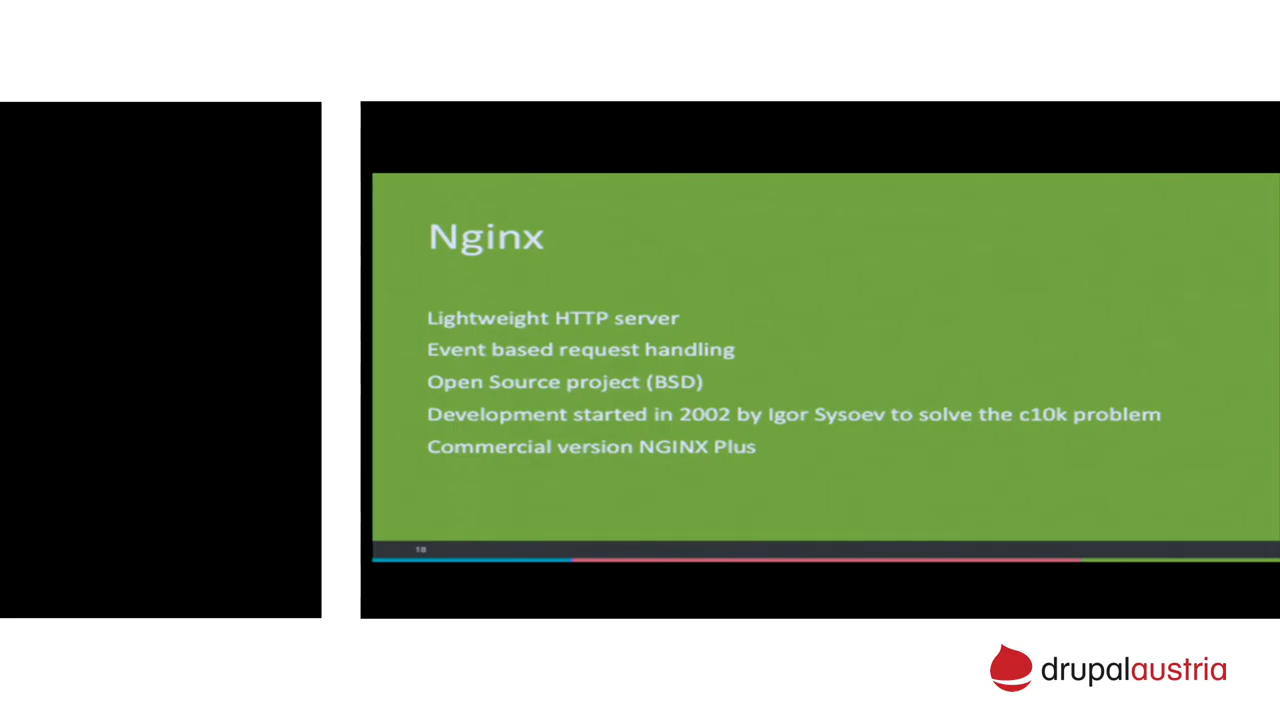 Nginx
Lightweight HTTP server
Event based request handling
Open Source project (BSD)
Development started in 2002 by Igor Sysoev to solve the c10k problem
Commercial version NGINX Plus
18
drupalaustria